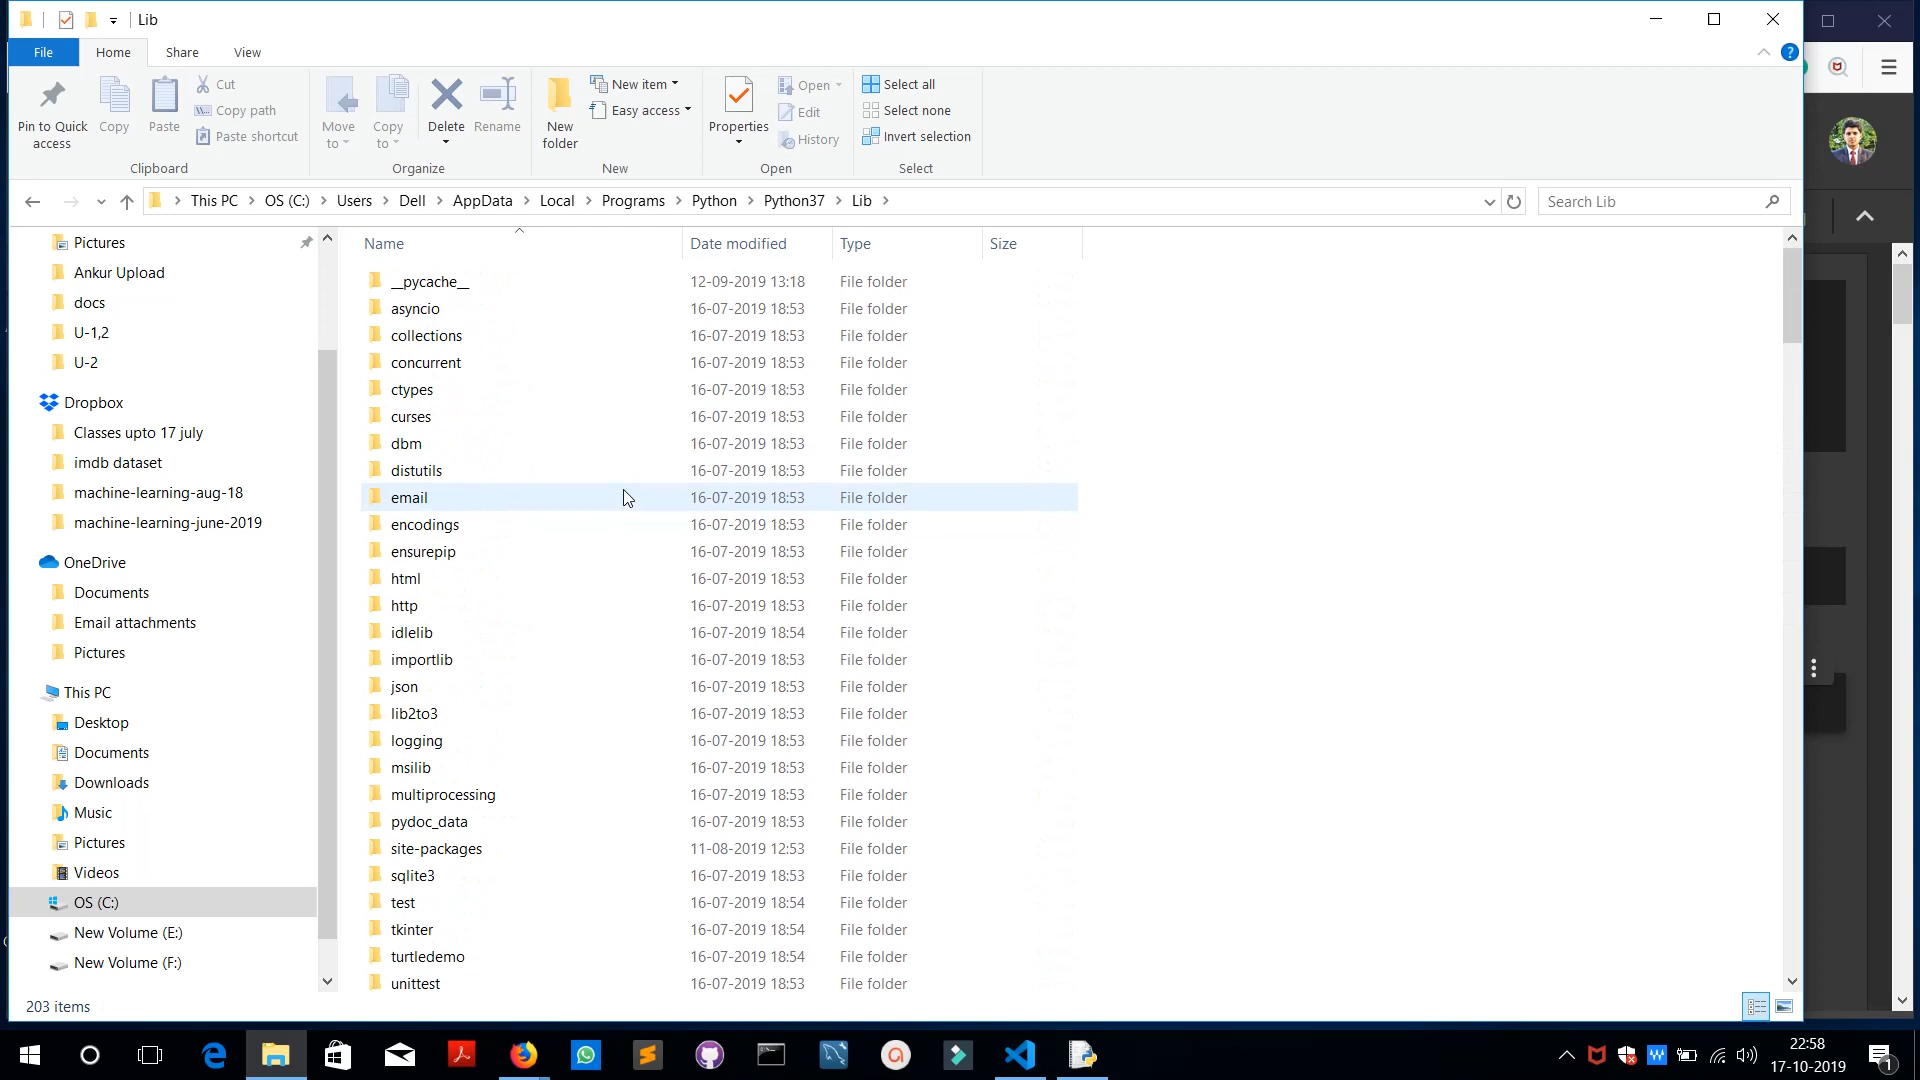 Lib
File Home Share View
Pin to Quick access
Copy
Paste
Cut
Copy path
Paste shortcut
Clipboard
Move to
Copy to
Delete
Rename
Organize
New folder
New item
Easy access
New
Properties
Open
Edit
History
Open
Select all
Select none
Invert selection
Select
This PC > OS (C:) > Users > Dell > AppData > Local > Programs > Python > Python37 > Lib >
Search Lib
Pictures
Ankur Upload
docs
U-1,2
U-2
Dropbox
Classes upto 17 july
imdb dataset
machine-learning-aug-18
machine-learning-june-2019
OneDrive
Documents
Email attachments
Pictures
This PC
Desktop
Documents
Downloads
Music
Pictures
Videos
OS (C:)
New Volume (E:)
New Volume (F:)
Name Date modified Type Size
__pycache__ 12-09-2019 13:18 File folder
asyncio 16-07-2019 18:53 File folder
collections 16-07-2019 18:53 File folder
concurrent 16-07-2019 18:53 File folder
ctypes 16-07-2019 18:53 File folder
curses 16-07-2019 18:53 File folder
dbm 16-07-2019 18:53 File folder
distutils 16-07-2019 18:53 File folder
email 16-07-2019 18:53 File folder
encodings 16-07-2019 18:53 File folder
ensurepip 16-07-2019 18:53 File folder
html 16-07-2019 18:53 File folder
http 16-07-2019 18:53 File folder
idlelib 16-07-2019 18:54 File folder
importlib 16-07-2019 18:53 File folder
json 16-07-2019 18:53 File folder
lib2to3 16-07-2019 18:53 File folder
logging 16-07-2019 18:53 File folder
msilib 16-07-2019 18:53 File folder
multiprocessing 16-07-2019 18:53 File folder
pydoc_data 16-07-2019 18:53 File folder
site-packages 11-08-2019 12:53 File folder
sqlite3 16-07-2019 18:53 File folder
test 16-07-2019 18:54 File folder
tkinter 16-07-2019 18:54 File folder
turtledemo 16-07-2019 18:54 File folder
unittest 16-07-2019 18:53 File folder
203 items
22:58
17-10-2019
1